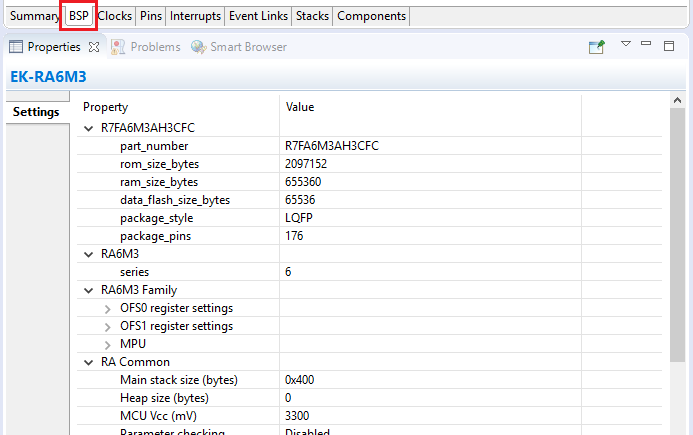 Summary BSP Clocks Pins Interrupts Event Links Stacks Components
Properties Problems Smart Browser
EK-RA6M3
Settings
Property Value
R7FA6M3AH3CFC
part_number R7FA6M3AH3CFC
rom_size_bytes 2097152
ram_size_bytes 655360
data_flash_size_bytes 65536
package_style LQFP
package_pins 176
RA6M3
series 6
RA6M3 Family
OFS0 register settings
OFS1 register settings
MPU
RA Common
Main stack size (bytes) 0x400
Heap size (bytes) 0
MCU Vcc (mV) 3300
Parameter checking Disabled